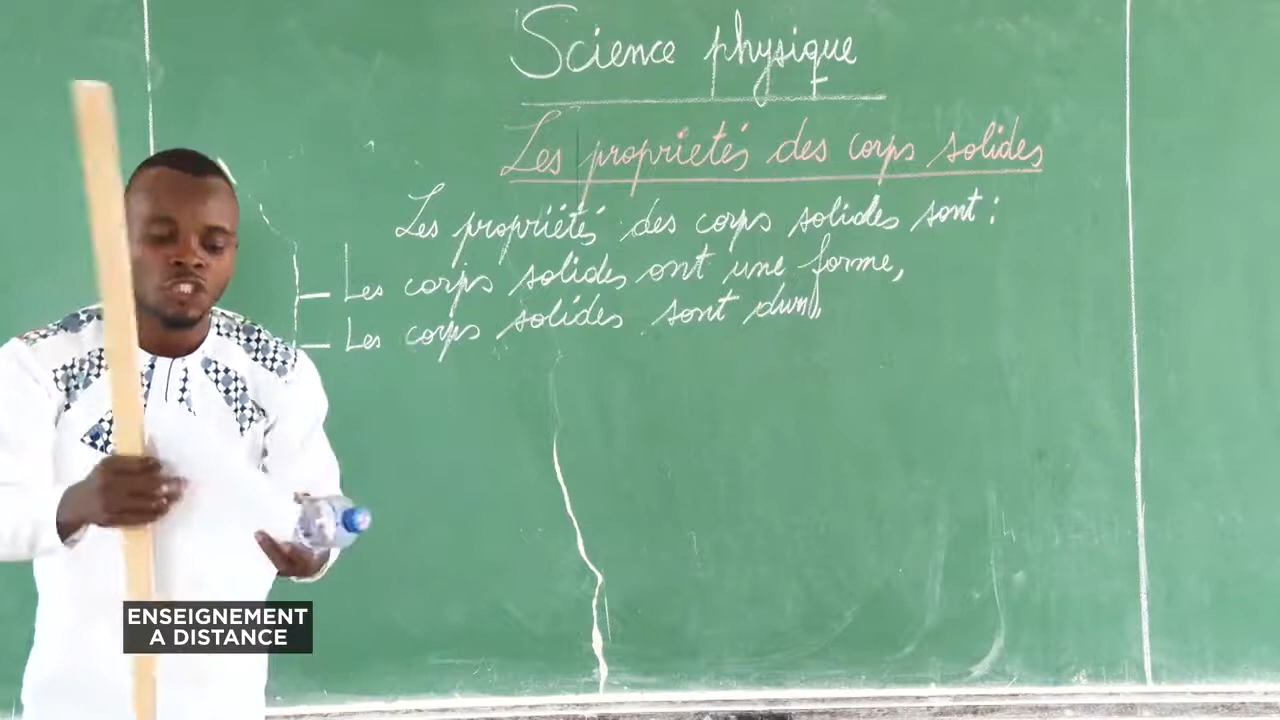 Science physique
Les propriétés des corps solides
Les propriétés des corps solides sont :
– Les corps solides ont une forme,
– Les corps solides sont
ENSEIGNEMENT
A DISTANCE